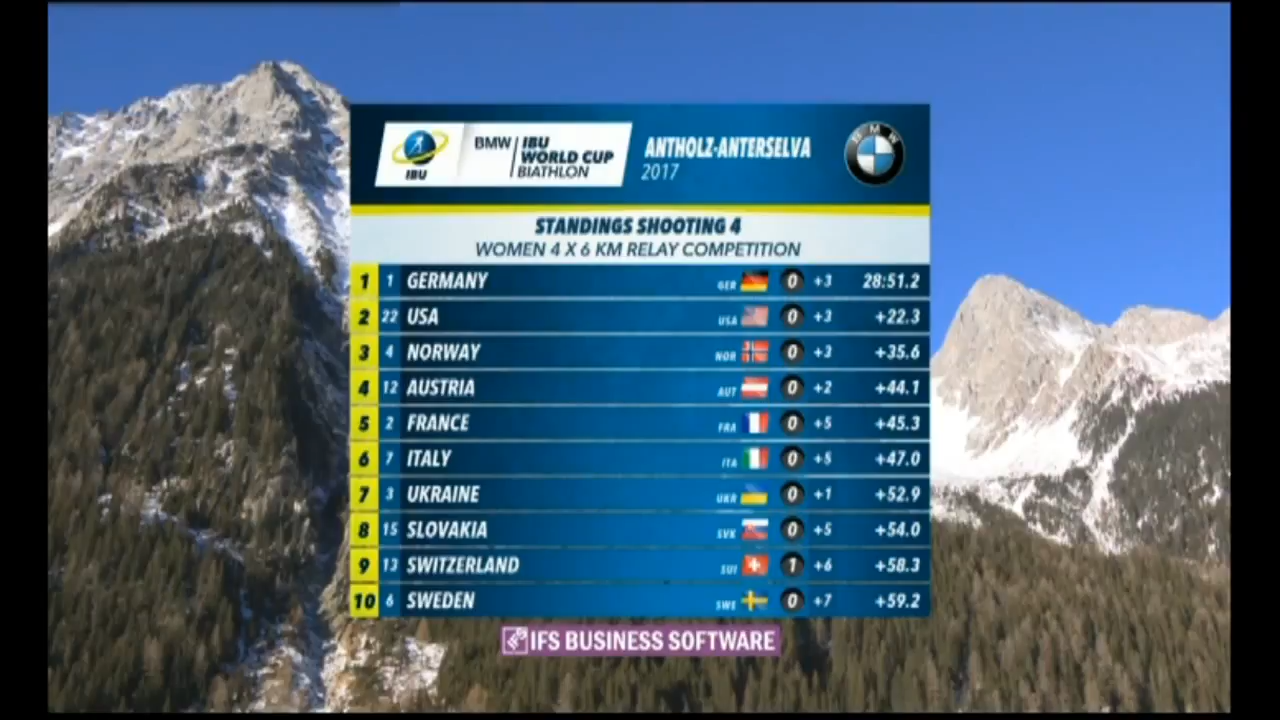 IBU
BMW IBU
WORLD CUP
BIATHLON
ANTHOLZ-ANTERSELVA
2017
BMW
STANDINGS SHOOTING 4
WOMEN 4 X 6 KM RELAY COMPETITION
1 1 GERMANY GER 0 +3 28:51.2
2 22 USA USA 0 +3 +22.3
3 4 NORWAY NOR 0 +3 +35.6
4 12 AUSTRIA AUT 0 +2 +44.1
5 2 FRANCE FRA 0 +5 +45.3
6 7 ITALY ITA 0 +5 +47.0
7 3 UKRAINE UKR 0 +1 +52.9
8 15 SLOVAKIA SVK 0 +5 +54.0
9 13 SWITZERLAND SUI 1 +6 +58.3
10 6 SWEDEN SWE 0 +7 +59.2
IFS BUSINESS SOFTWARE